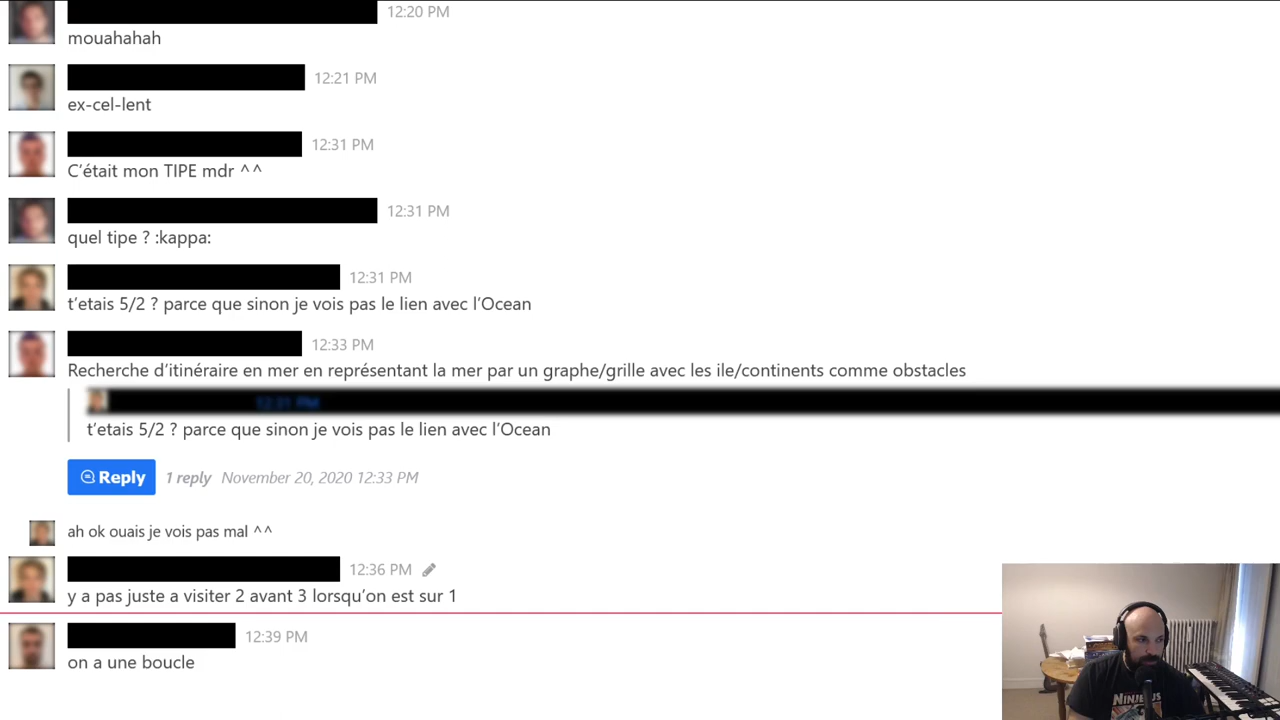 12:20 PM
mouahahah
12:21 PM
ex-cel-lent
12:31 PM
C'était mon TIPE mdr ^^
12:31 PM
quel tipe ? :kappa:
12:31 PM
t'etais 5/2 ? parce que sinon je vois pas le lien avec l'Ocean
12:33 PM
Recherche d'itinéraire en mer en représentant la mer par un graphe/grille avec les ile/continents comme obstacles
12:31 PM
t'etais 5/2 ? parce que sinon je vois pas le lien avec l'Ocean
Reply 1 reply November 20, 2020 12:33 PM
ah ok ouais je vois pas mal ^^
12:36 PM
y a pas juste a visiter 2 avant 3 lorsqu'on est sur 1
12:39 PM
on a une boucle